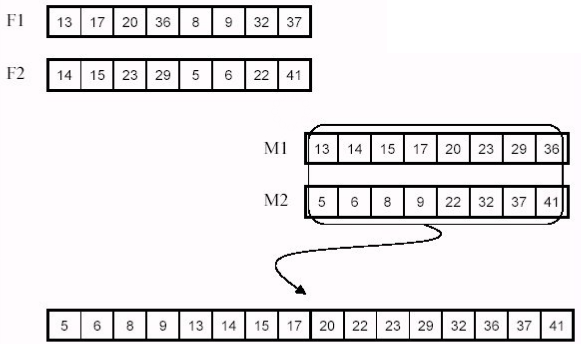 F1 13 17 20 36 8 9 32 37
F2 14 15 23 29 5 6 22 41
M1 13 14 15 17 20 23 29 36
M2 5 6 8 9 22 32 37 41
5 6 8 9 13 14 15 17 20 22 23 29 32 36 37 41